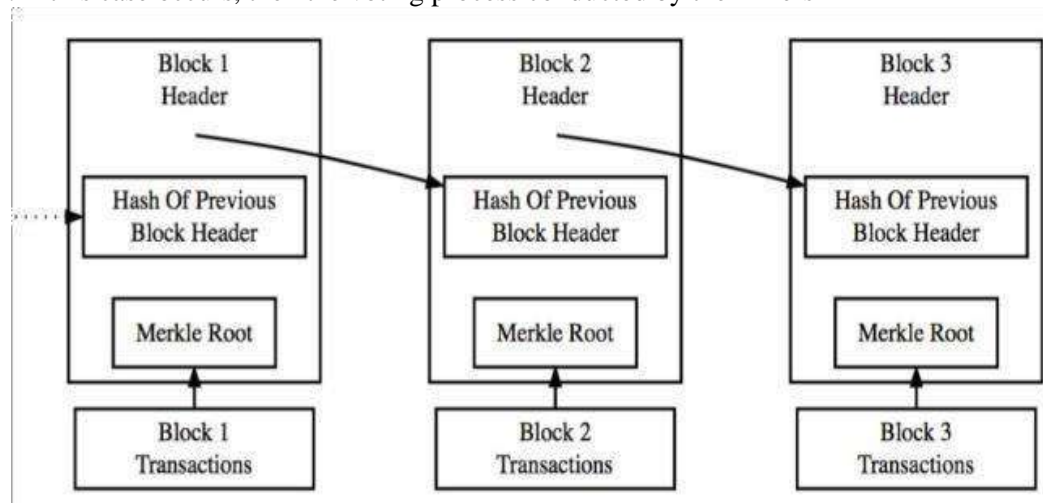 Block 1
Header
Hash Of Previous
Block Header
Merkle Root
Block 1
Transactions
Block 2
Header
Hash Of Previous
Block Header
Merkle Root
Block 2
Transactions
Block 3
Header
Hash Of Previous
Block Header
Merkle Root
Block 3
Transactions